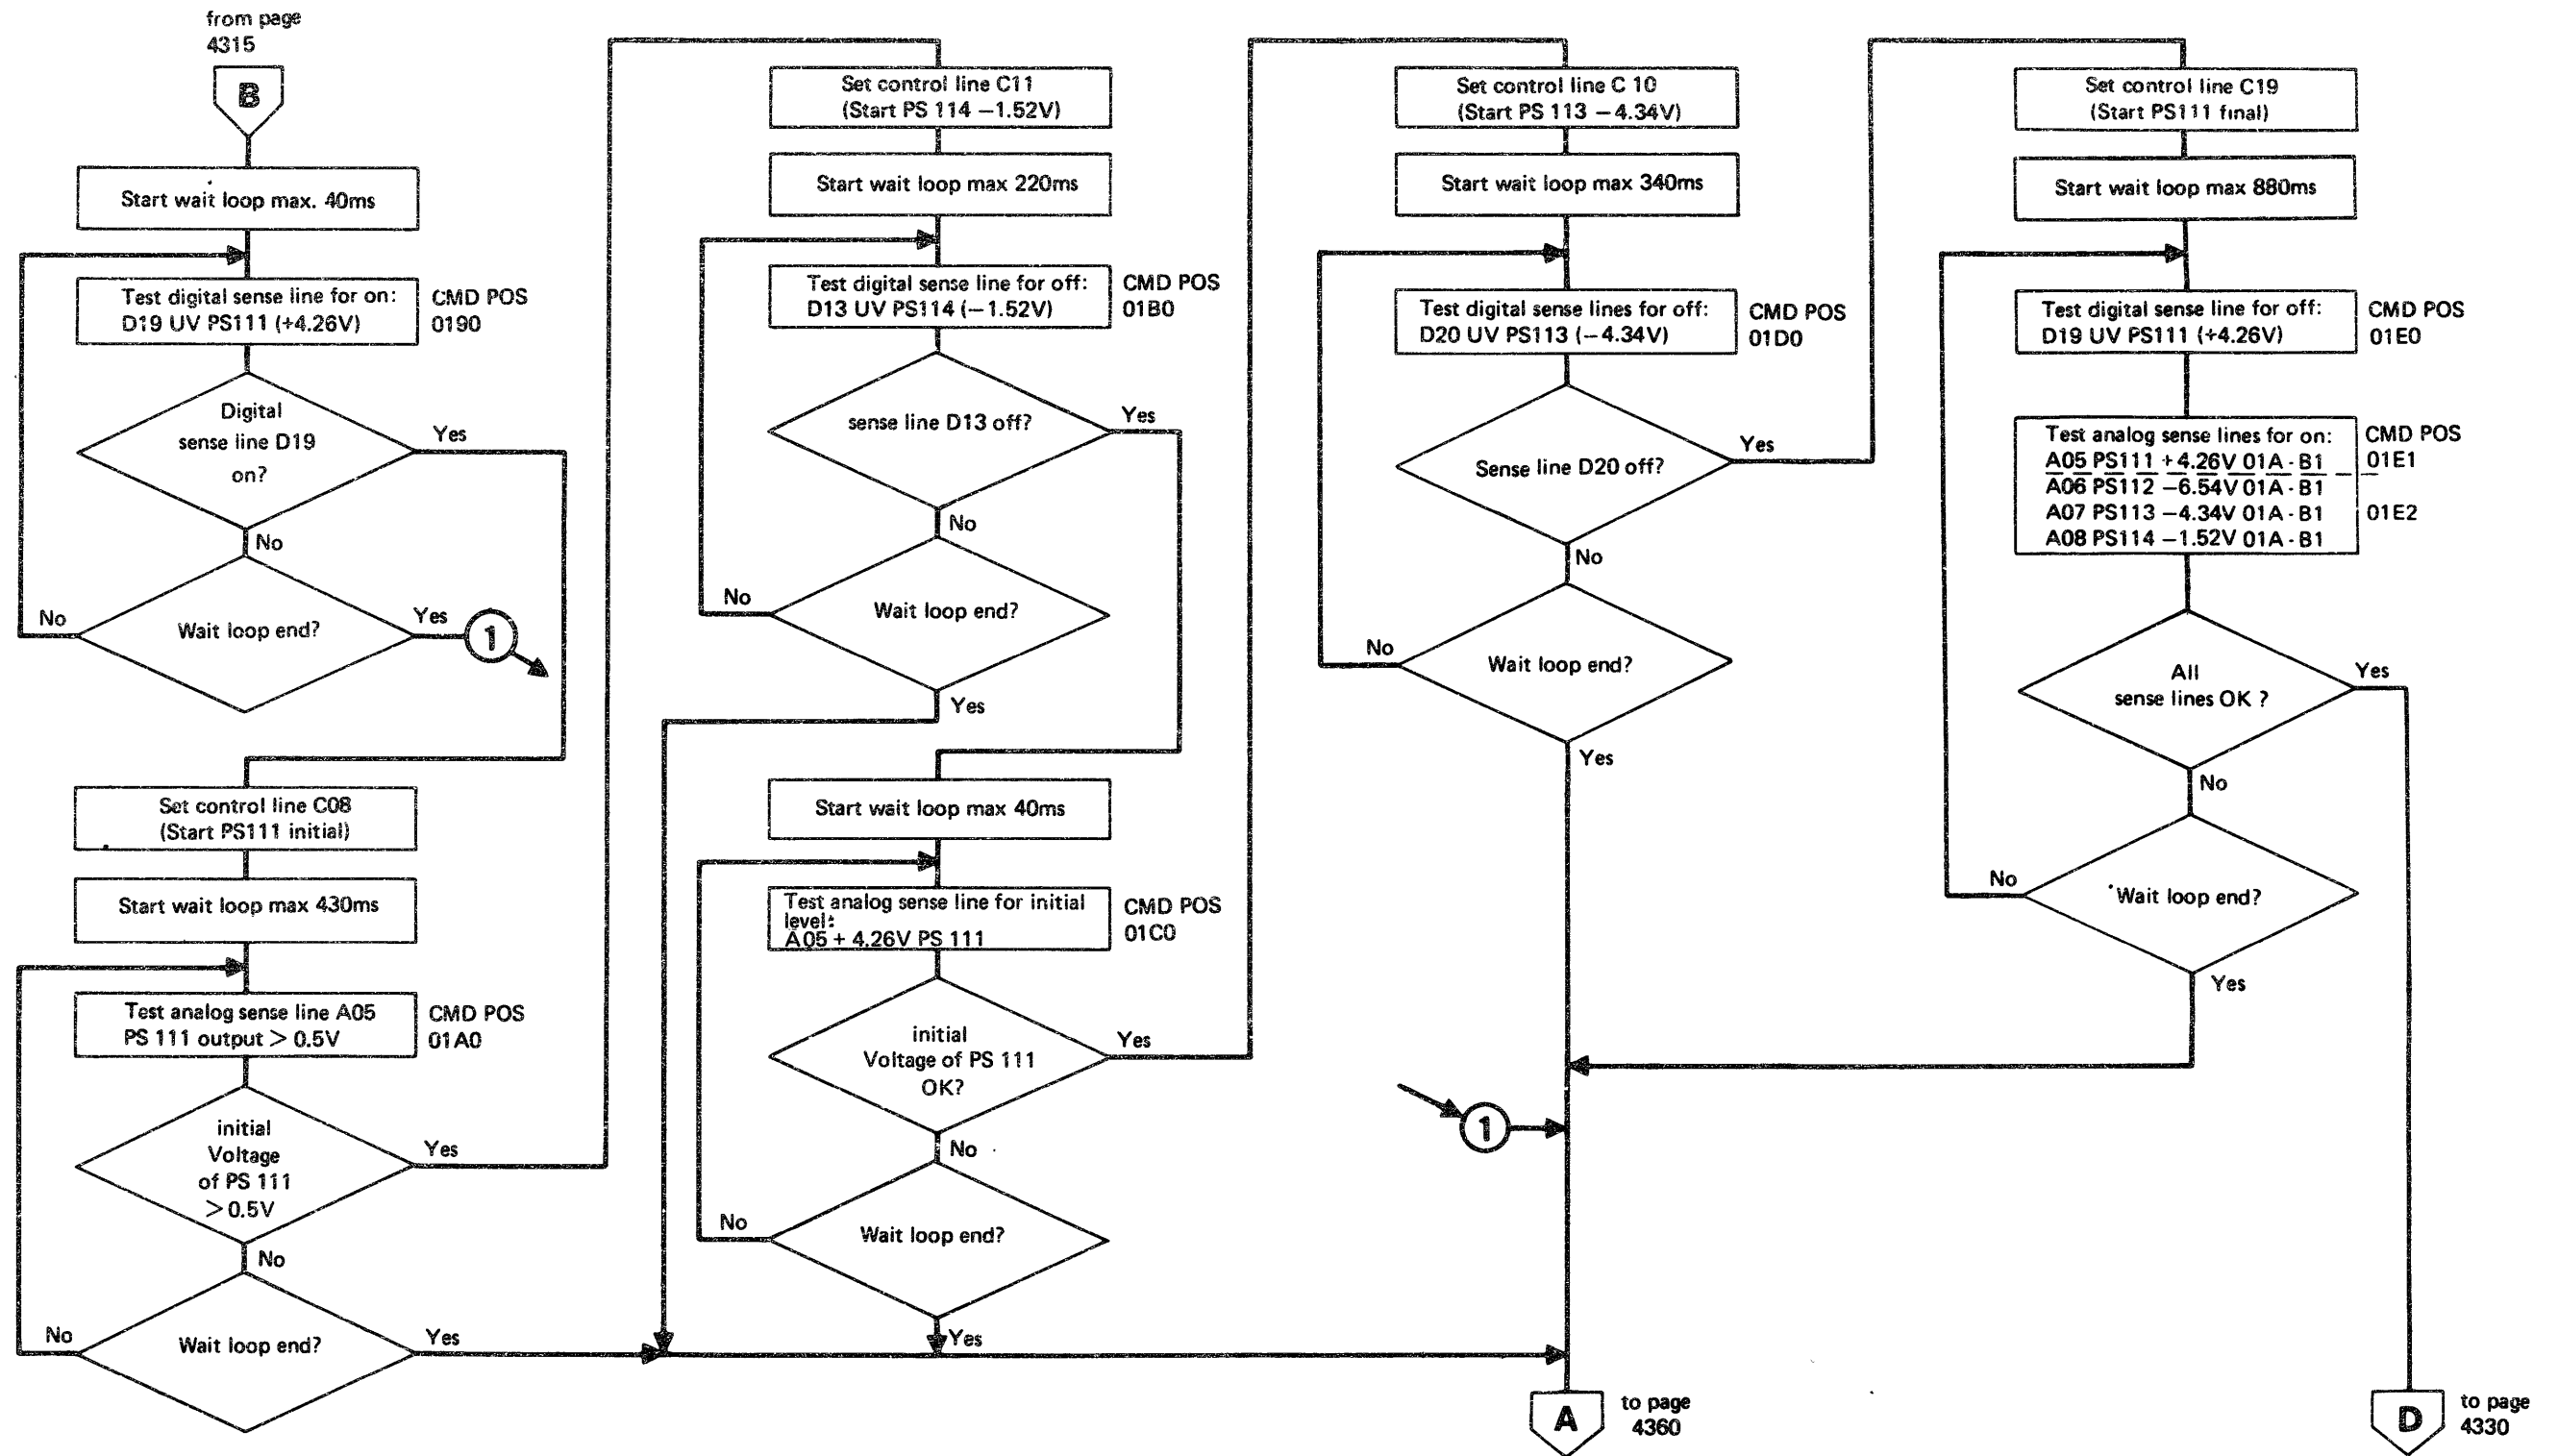 from page
4315
B
Start wait loop max. 40ms
Test digital sense line for on:
D19 UV PS111 (+4.26V)
CMD POS
0190
Digital
sense line D19
on?
Yes
No
Wait loop end?
No
Yes
1
Set control line C08
(Start PS111 initial)
Start wait loop max 430ms
Test analog sense line A05
PS 111 output > 0.5V
CMD POS
01A0
initial
Voltage
of PS 111
> 0.5V
Yes
No
Wait loop end?
No
Yes
Set control line C11
(Start PS 114 −1.52V)
Start wait loop max 220ms
Test digital sense line for off:
D13 UV PS114 (−1.52V)
CMD POS
01B0
sense line D13 off?
Yes
No
Wait loop end?
No
Yes
Start wait loop max 40ms
Test analog sense line for initial
level:
A05 + 4.26V PS 111
CMD POS
01C0
initial
Voltage of PS 111
OK?
Yes
No
Wait loop end?
No
Yes
Set control line C 10
(Start PS 113 −4.34V)
Start wait loop max 340ms
Test digital sense lines for off:
D20 UV PS113 (−4.34V)
CMD POS
01D0
Sense line D20 off?
Yes
No
Wait loop end?
No
Yes
1
A
to page
4360
Set control line C19
(Start PS111 final)
Start wait loop max 880ms
Test digital sense line for off:
D19 UV PS111 (+4.26V)
CMD POS
01E0
Test analog sense lines for on:
A05 PS111 +4.26V 01A - B1
A06 PS112 −6.54V 01A - B1
A07 PS113 −4.34V 01A - B1
A08 PS114 −1.52V 01A - B1
CMD POS
01E1
01E2
All
sense lines OK ?
Yes
No
Wait loop end?
No
Yes
D
to page
4330